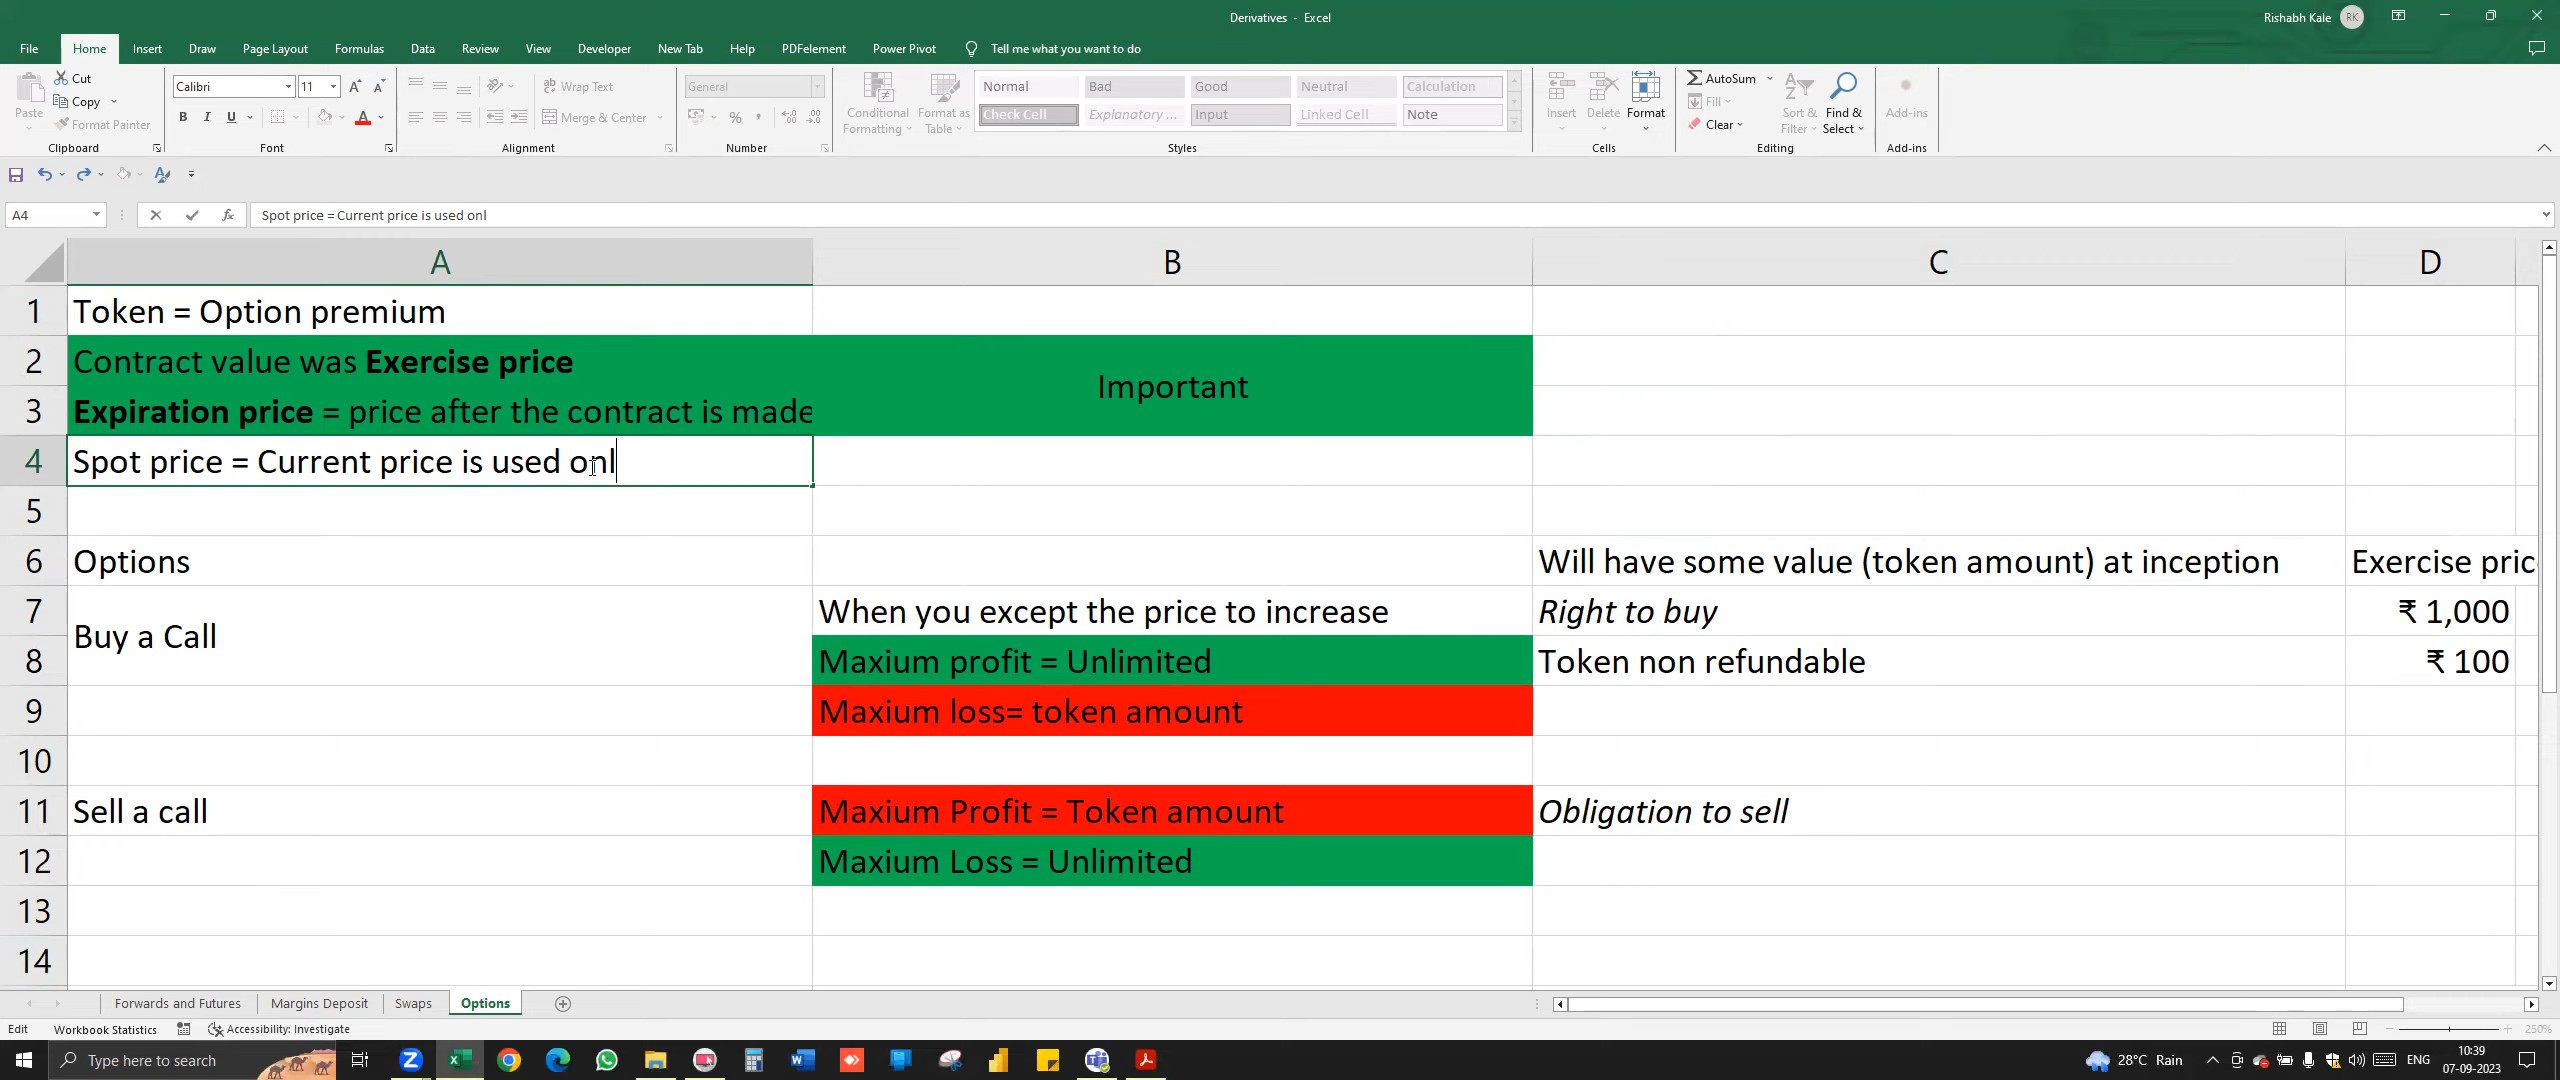 Derivatives - Excel
Rishabh Kale RK
File Home Insert Draw Page Layout Formulas Data Review View Developer New Tab Help PDFelement Power Pivot Tell me what you want to do
Paste
Cut
Copy
Format Painter
Clipboard
Calibri 11
B I U
Font
Wrap Text
Merge & Center
Alignment
General
Number
Conditional Formatting
Format as Table
Normal Bad Good Neutral Calculation
Check Cell Explanatory ... Input Linked Cell Note
Styles
Insert Delete Format
Cells
AutoSum
Fill
Clear
Sort & Filter
Find & Select
Editing
Add-ins
Add-ins
A4 fx Spot price = Current price is used onl
A B C D
1 Token = Option premium
2 Contract value was Exercise price
Important
3 Expiration price = price after the contract is made
4 Spot price = Current price is used onl
5
6 Options Will have some value (token amount) at inception Exercise pric
7 When you except the price to increase Right to buy ₹ 1,000
Buy a Call
8 Maxium profit = Unlimited Token non refundable ₹ 100
9 Maxium loss= token amount
10
11 Sell a call Maxium Profit = Token amount Obligation to sell
12 Maxium Loss = Unlimited
13
14
Forwards and Futures Margins Deposit Swaps Options
Edit Workbook Statistics Accessibility: Investigate 250%
Type here to search 28°C Rain ENG 10:39
07-09-2023